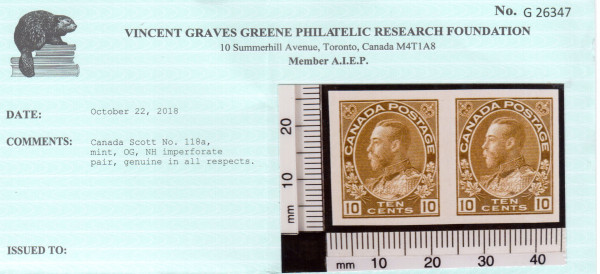 No. G 26347
VINCENT GRAVES GREENE PHILATELIC RESEARCH FOUNDATION
10 Summerhill Avenue, Toronto, Canada M4T1A8
Member A.I.E.P.
DATE: October 22, 2018
COMMENTS: Canada Scott No. 118a,
mint, OG, NH imperforate
pair, genuine in all respects.
ISSUED TO:
20
10
mm
CANADA POSTAGE CANADA POSTAGE
10 TEN CENTS 10 10 TEN CENTS 10
mm 10 20 30 40